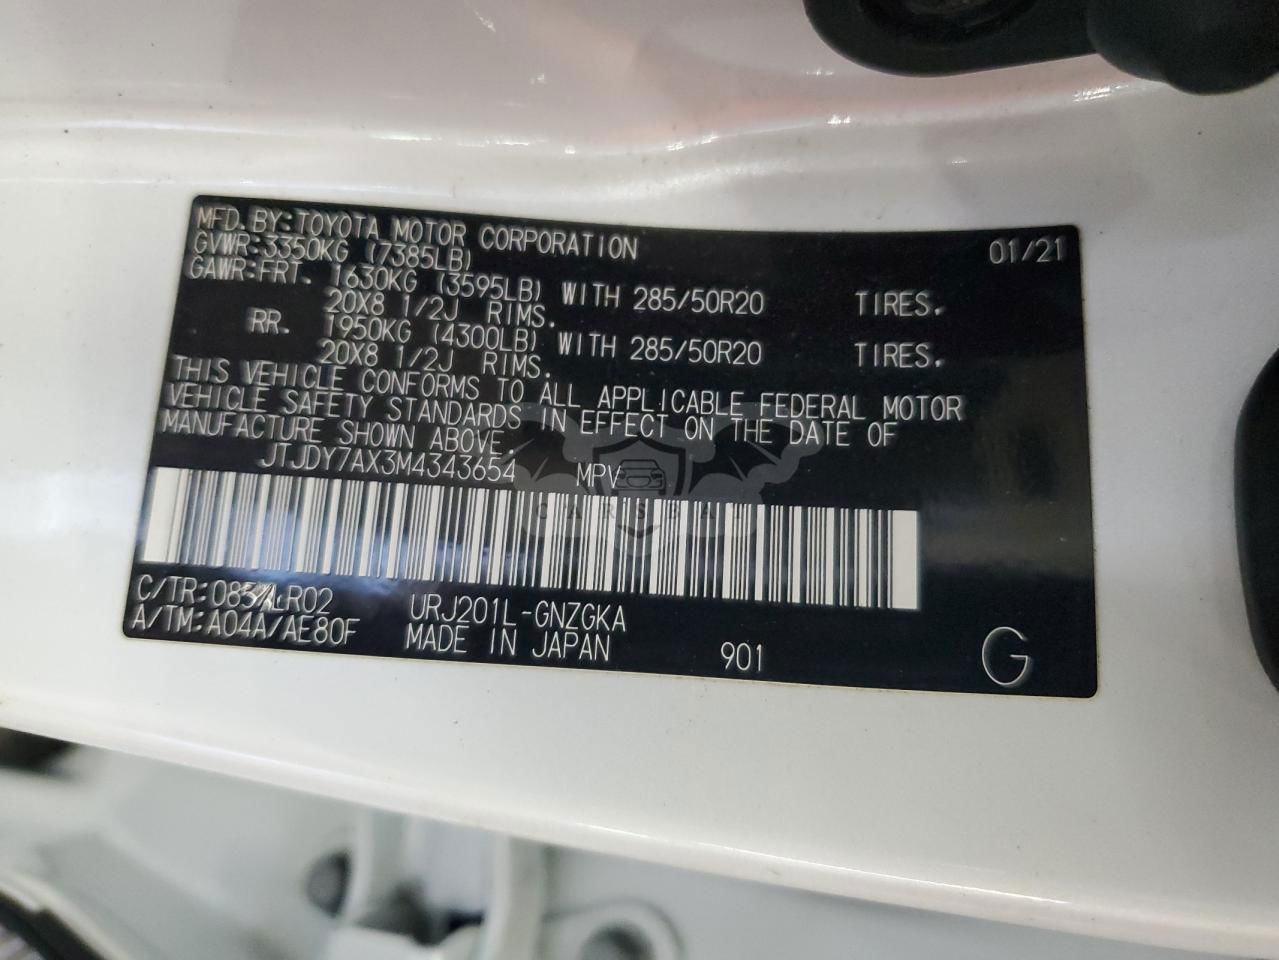 MFD. BY: TOYOTA MOTOR CORPORATION 01/21
GVWR: 3350KG (7385LB)
GAWR: FRT. 1630KG (3595LB) WITH 285/50R20 TIRES.
20X8 1/2J RIMS.
RR. 1950KG (4300LB) WITH 285/50R20 TIRES.
20X8 1/2J RIMS.
THIS VEHICLE CONFORMS TO ALL APPLICABLE FEDERAL MOTOR
VEHICLE SAFETY STANDARDS IN EFFECT ON THE DATE OF
MANUFACTURE SHOWN ABOVE.
JTJDY7AX3M4343654 MPV
C/TR: LR02 URJ201L-GNZGKA
A/TM: A04A/AE80F MADE IN JAPAN 901 G